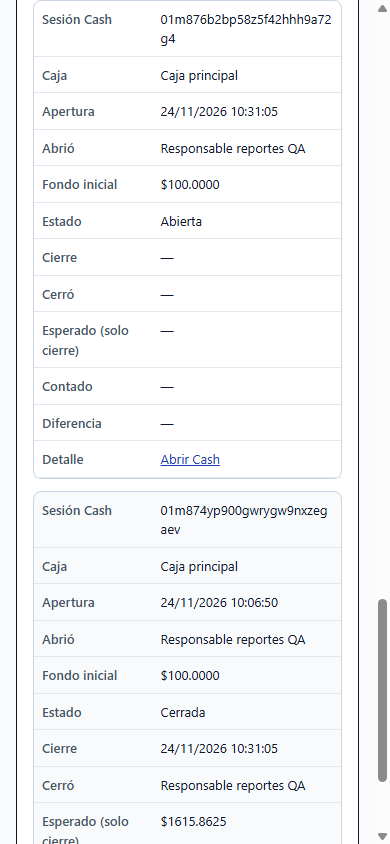 Sesión Cash 01m876b2bp58z5f42hhh9a72
g4
Caja Caja principal
Apertura 24/11/2026 10:31:05
Abrió Responsable reportes QA
Fondo inicial $100.0000
Estado Abierta
Cierre —
Cerró —
Esperado (solo —
cierre)
Contado —
Diferencia —
Detalle Abrir Cash
Sesión Cash 01m874yp900gwrygw9nxzeg
aev
Caja Caja principal
Apertura 24/11/2026 10:06:50
Abrió Responsable reportes QA
Fondo inicial $100.0000
Estado Cerrada
Cierre 24/11/2026 10:31:05
Cerró Responsable reportes QA
Esperado (solo $1615.8625
cierre)